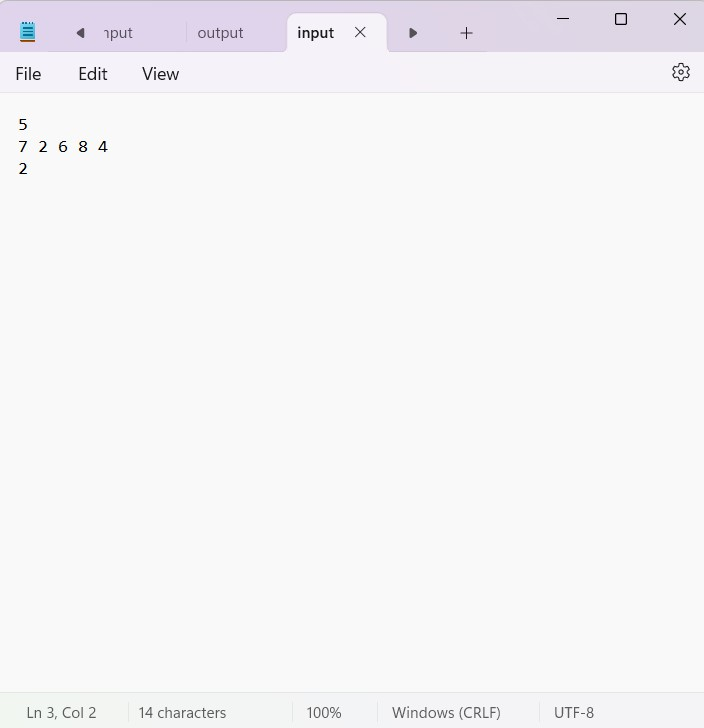 output
input
File Edit View
5
7 2 6 8 4
2
Ln 3, Col 2 14 characters 100% Windows (CRLF) UTF-8